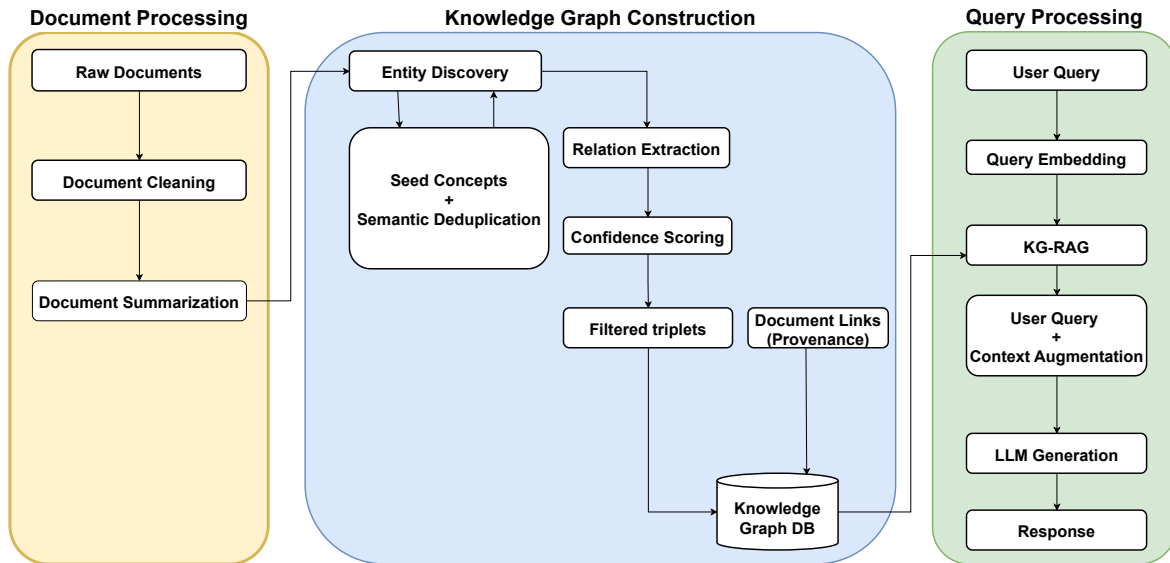 Document Processing
Raw Documents
Document Cleaning
Document Summarization
Knowledge Graph Construction
Entity Discovery
Seed Concepts
+
Semantic Deduplication
Relation Extraction
Confidence Scoring
Filtered triplets
Document Links
(Provenance)
Knowledge
Graph DB
Query Processing
User Query
Query Embedding
KG-RAG
User Query
+
Context Augmentation
LLM Generation
Response